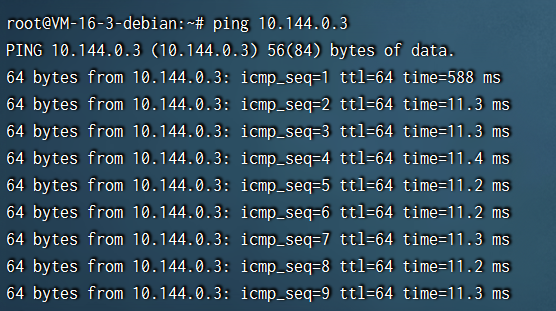 root@VM-16-3-debian:~# ping 10.144.0.3
PING 10.144.0.3 (10.144.0.3) 56(84) bytes of data.
64 bytes from 10.144.0.3: icmp_seq=1 ttl=64 time=588 ms
64 bytes from 10.144.0.3: icmp_seq=2 ttl=64 time=11.3 ms
64 bytes from 10.144.0.3: icmp_seq=3 ttl=64 time=11.3 ms
64 bytes from 10.144.0.3: icmp_seq=4 ttl=64 time=11.4 ms
64 bytes from 10.144.0.3: icmp_seq=5 ttl=64 time=11.2 ms
64 bytes from 10.144.0.3: icmp_seq=6 ttl=64 time=11.2 ms
64 bytes from 10.144.0.3: icmp_seq=7 ttl=64 time=11.3 ms
64 bytes from 10.144.0.3: icmp_seq=8 ttl=64 time=11.2 ms
64 bytes from 10.144.0.3: icmp_seq=9 ttl=64 time=11.3 ms